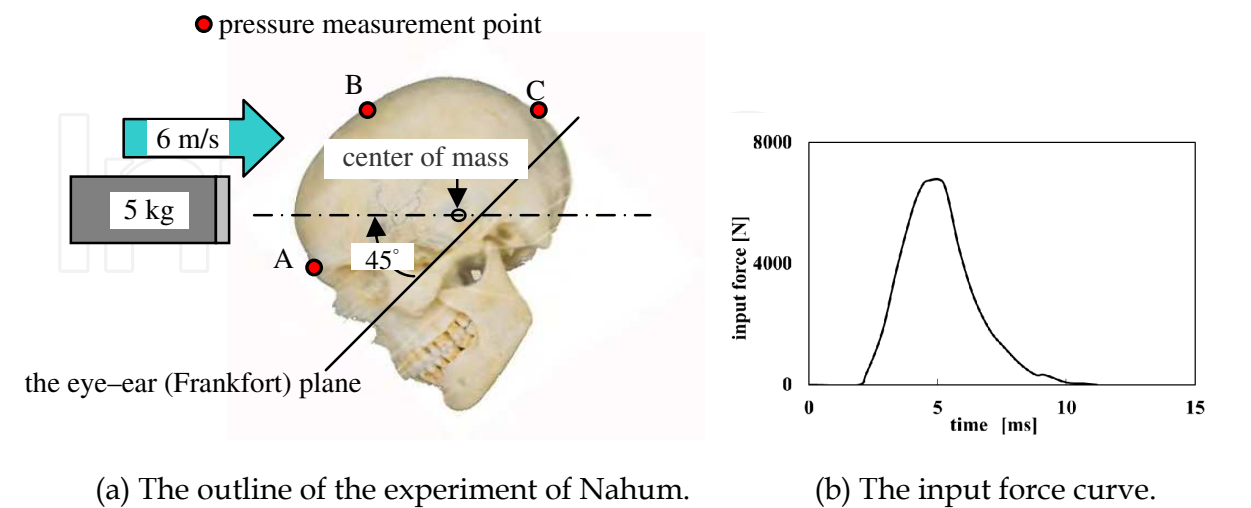 pressure measurement point
B
C
6 m/s
center of mass
5 kg
A
45°
the eye–ear (Frankfort) plane
(a) The outline of the experiment of Nahum.
8000
4000
0
input force [N]
0 5 10 15
time [ms]
(b) The input force curve.